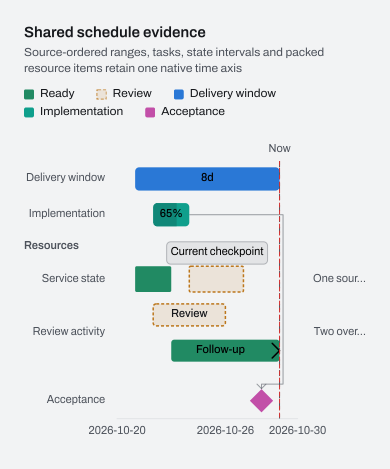 Shared schedule evidence
Source-ordered ranges, tasks, state intervals and packed
resource items retain one native time axis
Ready Review Delivery window
Implementation Acceptance
Now
Delivery window 8d
Implementation 65%
Resources
Current checkpoint
Service state One sour...
Review
Review activity Two over...
Follow-up
Acceptance
2026-10-20 2026-10-26 2026-10-30